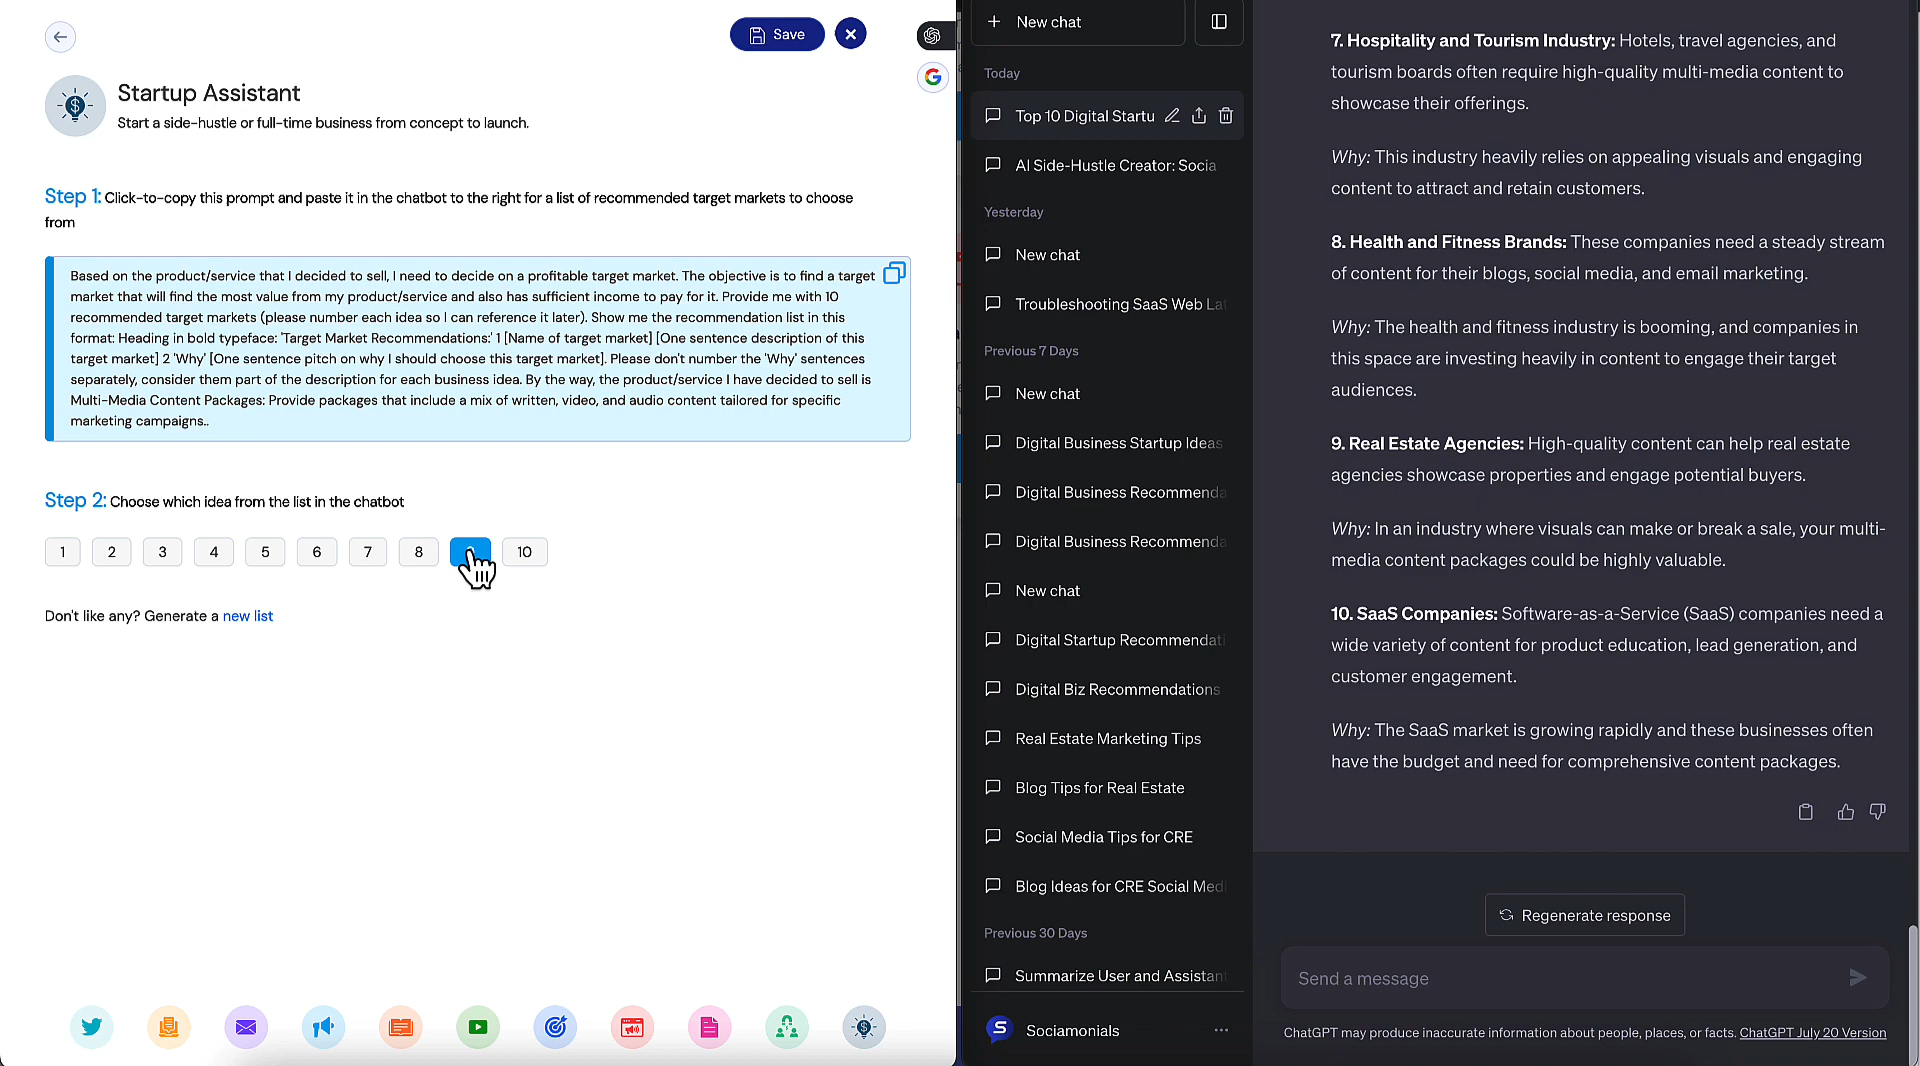 Save
Startup Assistant
Start a side-hustle or full-time business from concept to launch.
Step 1: Click-to-copy this prompt and paste it in the chatbot to the right for a list of recommended target markets to choose
from
Based on the product/service that I decided to sell, I need to decide on a profitable target market. The objective is to find a target
market that will find the most value from my product/service and also has sufficient income to pay for it. Provide me with 10
recommended target markets (please number each idea so I can reference it later). Show me the recommendation list in this
format: Heading in bold typeface: 'Target Market Recommendations:' 1 [Name of target market] [One sentence description of this
target market] 2 'Why' [One sentence pitch on why I should choose this target market]. Please don't number the 'Why' sentences
separately, consider them part of the description for each business idea. By the way, the product/service I have decided to sell is
Multi-Media Content Packages: Provide packages that include a mix of written, video, and audio content tailored for specific
marketing campaigns..
Step 2: Choose which idea from the list in the chatbot
1 2 3 4 5 6 7 8 10
Don't like any? Generate a new list
New chat
Today
Top 10 Digital Startu
AI Side-Hustle Creator: Socia
Yesterday
New chat
Troubleshooting SaaS Web Lat
Previous 7 Days
New chat
Digital Business Startup Ideas
Digital Business Recommenda
Digital Business Recommenda
New chat
Digital Startup Recommendati
Digital Biz Recommendations
Real Estate Marketing Tips
Blog Tips for Real Estate
Social Media Tips for CRE
Blog Ideas for CRE Social Medi
Previous 30 Days
Summarize User and Assistant
Sociamonials
7. Hospitality and Tourism Industry: Hotels, travel agencies, and
tourism boards often require high-quality multi-media content to
showcase their offerings.
Why: This industry heavily relies on appealing visuals and engaging
content to attract and retain customers.
8. Health and Fitness Brands: These companies need a steady stream
of content for their blogs, social media, and email marketing.
Why: The health and fitness industry is booming, and companies in
this space are investing heavily in content to engage their target
audiences.
9. Real Estate Agencies: High-quality content can help real estate
agencies showcase properties and engage potential buyers.
Why: In an industry where visuals can make or break a sale, your multi-
media content packages could be highly valuable.
10. SaaS Companies: Software-as-a-Service (SaaS) companies need a
wide variety of content for product education, lead generation, and
customer engagement.
Why: The SaaS market is growing rapidly and these businesses often
have the budget and need for comprehensive content packages.
Regenerate response
Send a message
ChatGPT may produce inaccurate information about people, places, or facts. ChatGPT July 20 Version